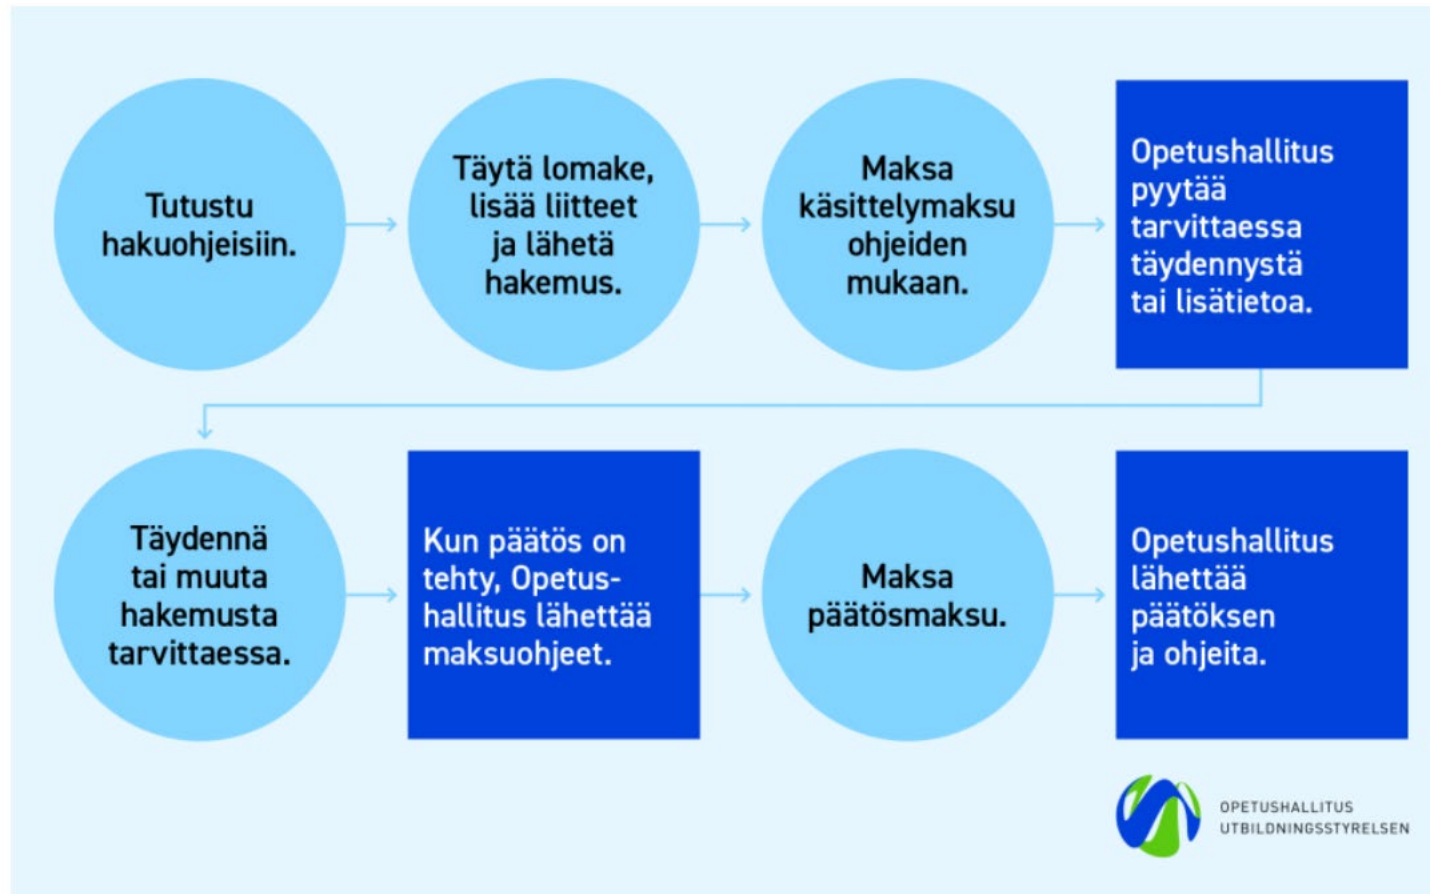 Tutustu
hakuohjeisiin.
Täytä lomake,
lisää liitteet
ja lähetä
hakemus.
Maksa
käsittelymaksu
ohjeiden
mukaan.
Opetushallitus
pyytää
tarvittaessa
täydennystä
tai lisätietoa.
Täydennä
tai muuta
hakemusta
tarvittaessa.
Kun päätös on
tehty, Opetus-
hallitus lähettää
maksuohjeet.
Maksa
päätösmaksu.
Opetushallitus
lähettää
päätöksen
ja ohjeita.
OPETUSHALLITUS
UTBILDNINGSSTYRELSEN